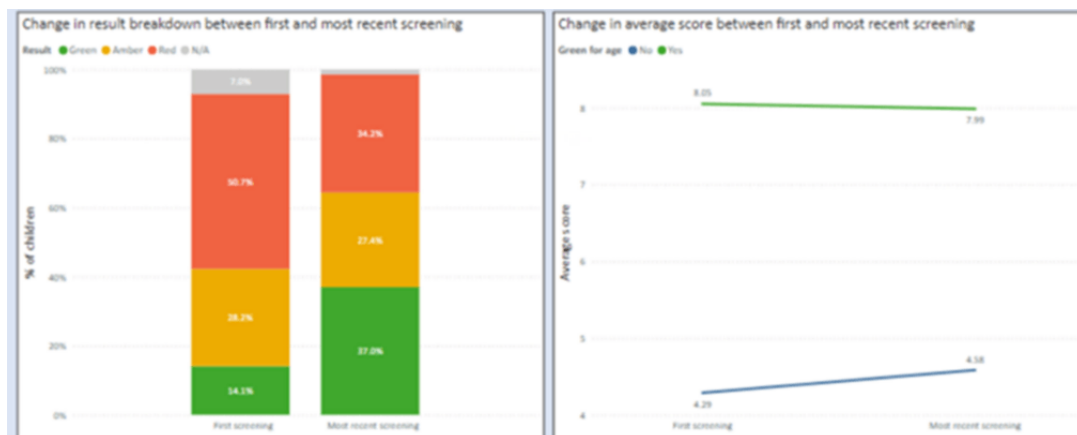 Change in result breakdown between first and most recent screening
Result Green Amber Red N/A
100%
80%
60%
40%
20%
0%
% of children
7.0%
50.7%
28.2%
14.1%
34.2%
27.4%
37.0%
First screening
Most recent screening
Change in average score between first and most recent screening
Green for age No Yes
8
7
6
5
4
Average score
8.05
7.99
4.29
4.58
First screening
Most recent screening